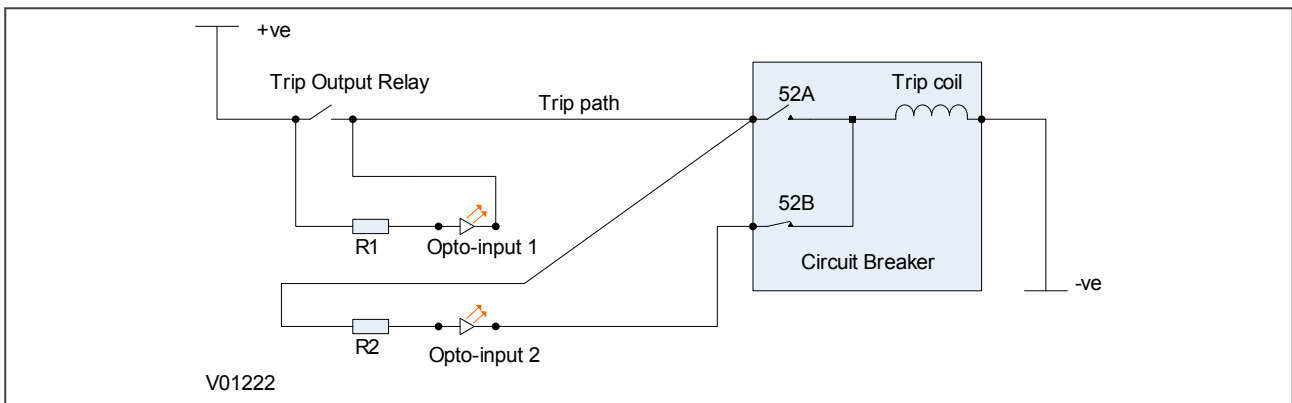 +ve
Trip Output Relay
Trip path
52A
Trip coil
R1
Opto-input 1
52B
Circuit Breaker
-ve
R2
Opto-input 2
V01222